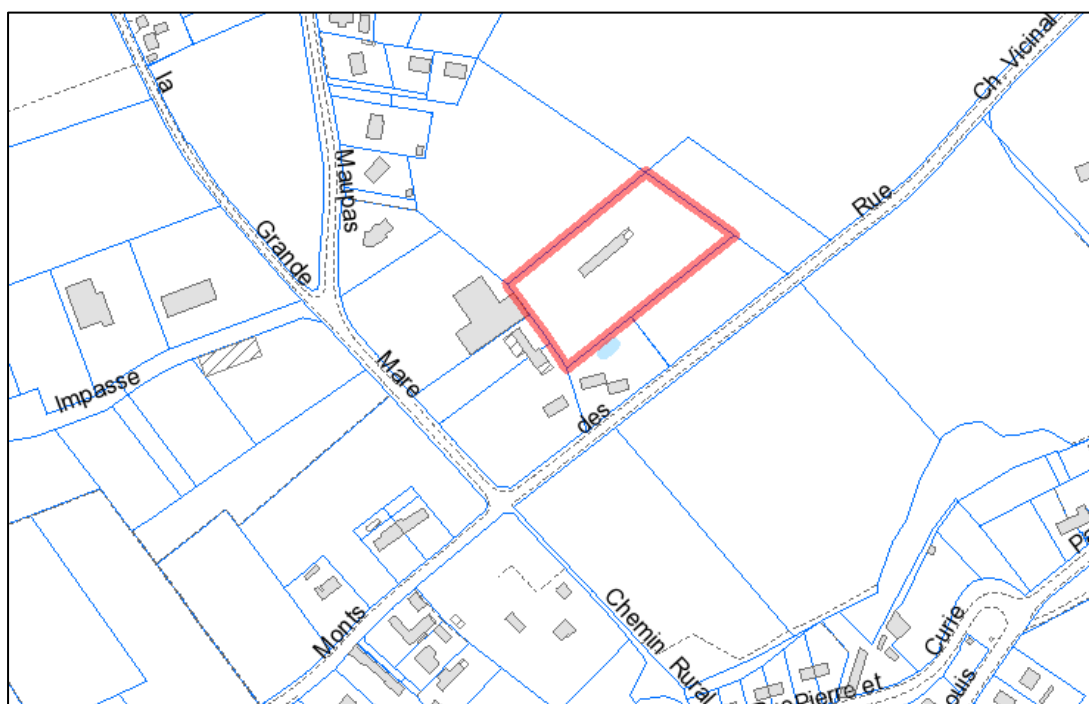 la
Maupas
Grande
Ch Vicinal
Rue
Mare
Impasse
des
Monts
Chemin
Rural
Curie
Pierre et